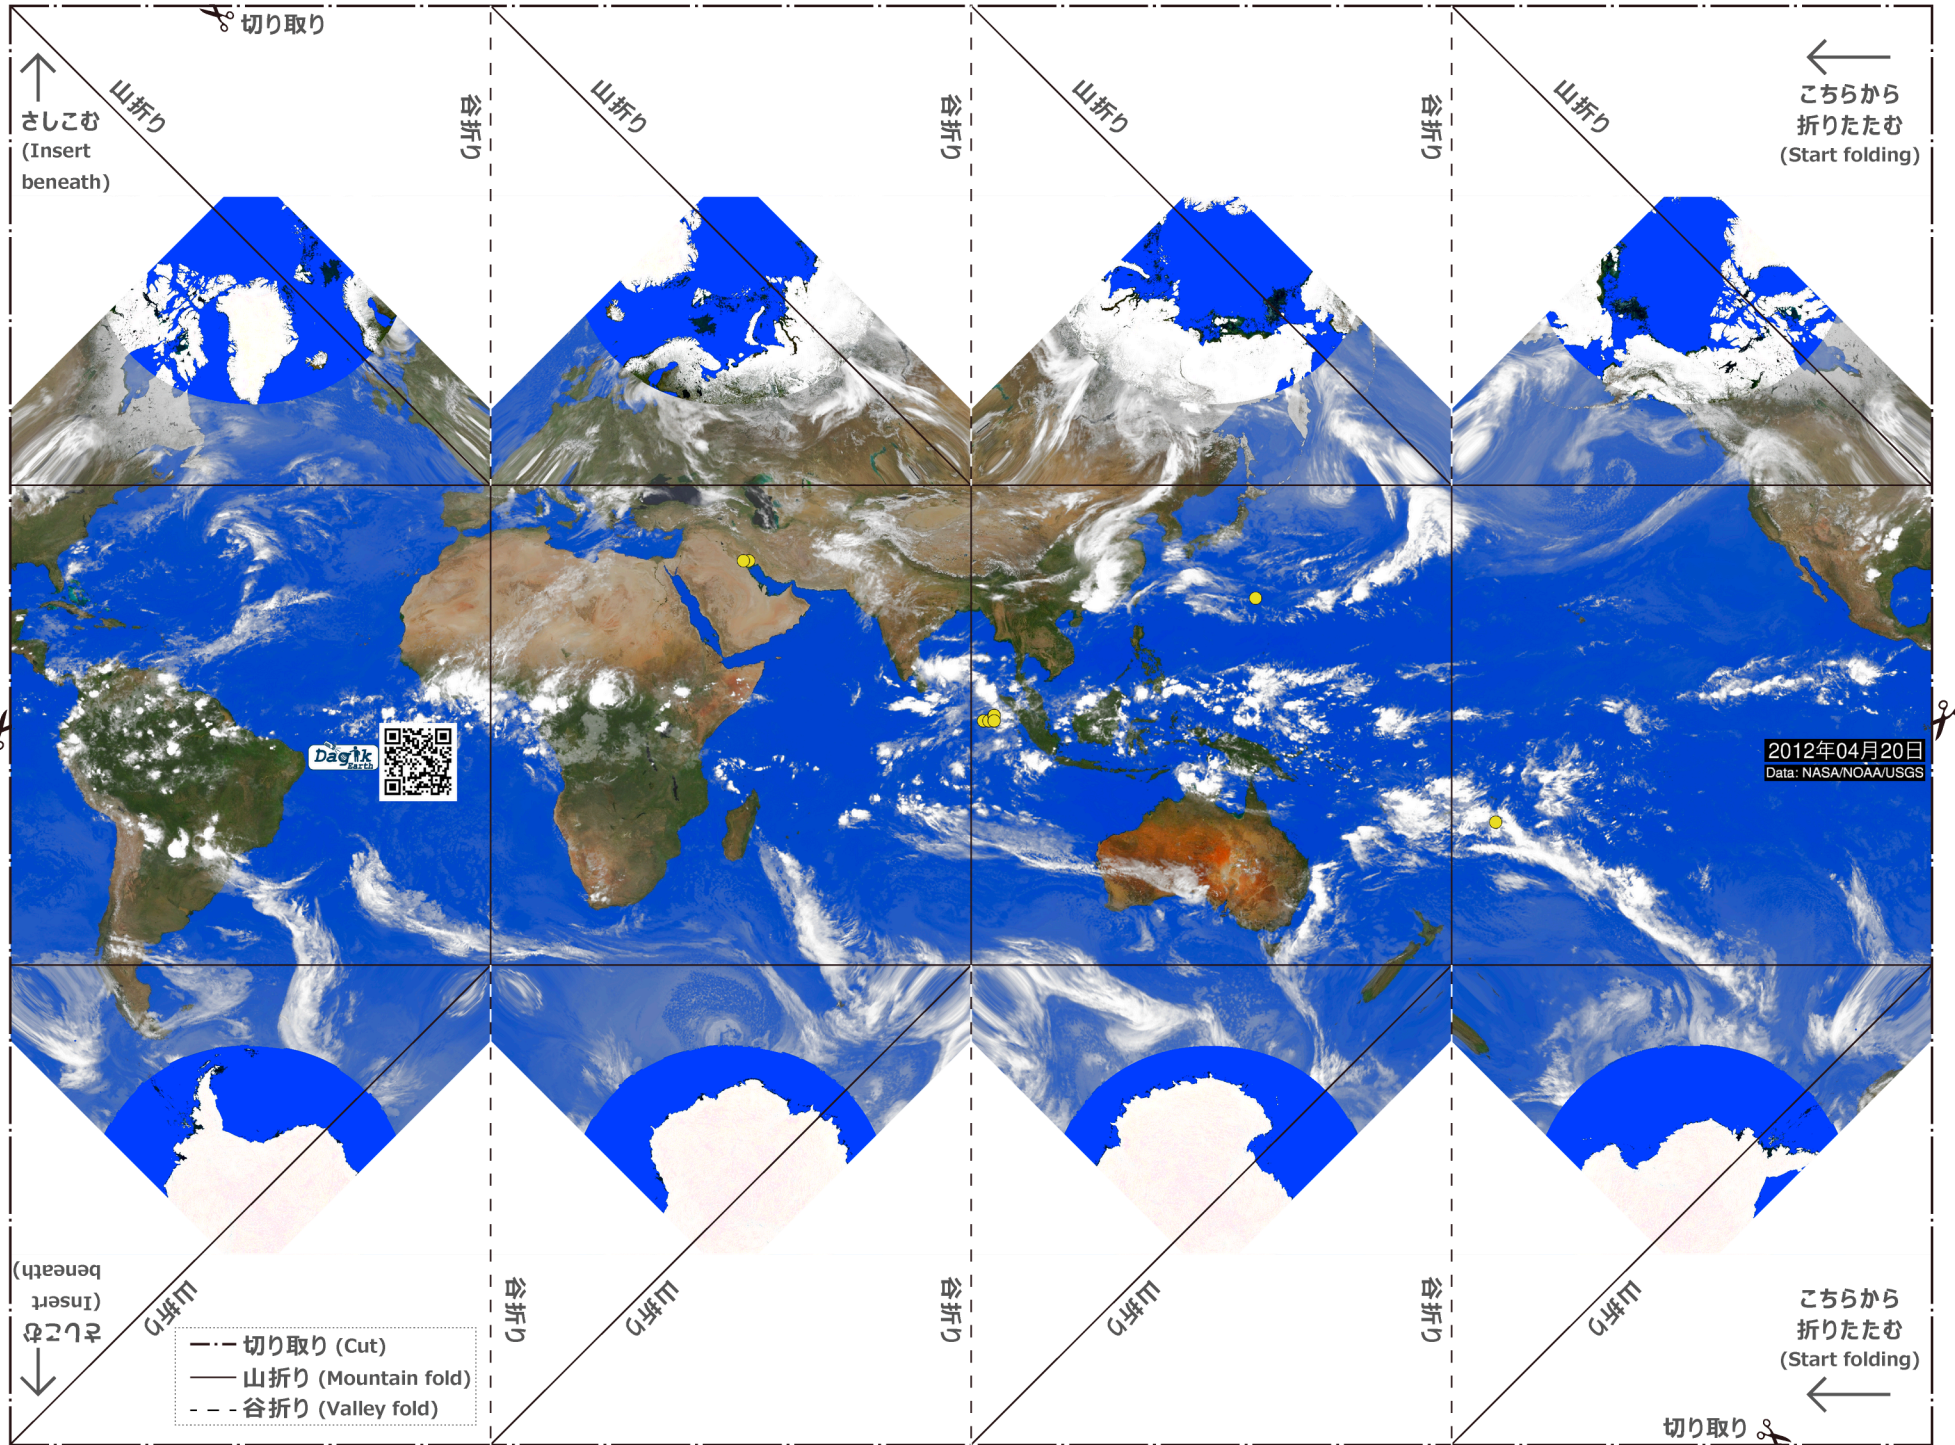 切り取り
さしこむ
(Insert
beneath)
山折り
谷折り
山折り
谷折り
山折り
谷折り
山折り
こちらから
折りたたむ
(Start folding)
Dagik
Earth
2012年04月20日
Data: NASA/NOAA/USGS
さしこむ
(Insert
beneath)
山折り
谷折り
山折り
谷折り
山折り
谷折り
山折り
こちらから
折りたたむ
(Start folding)
切り取り (Cut)
山折り (Mountain fold)
谷折り (Valley fold)
切り取り